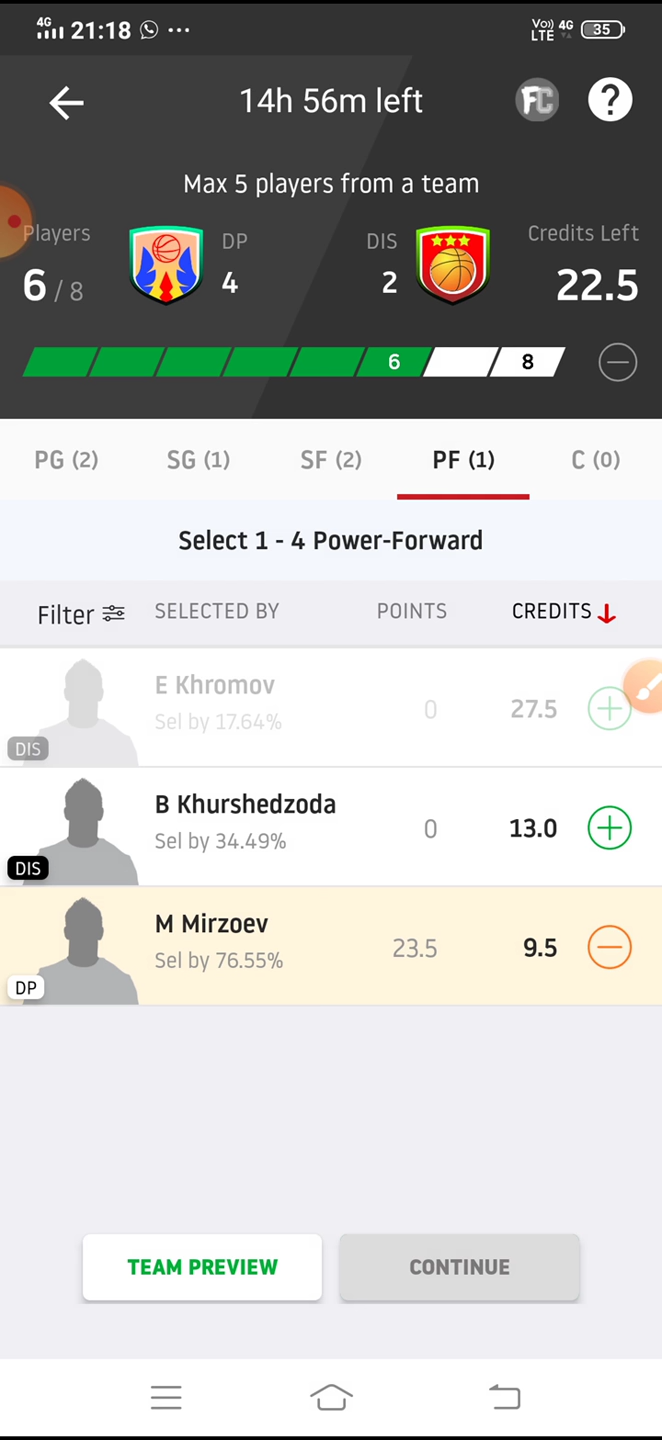 4G 21:18 ... Vo)) LTE 4G 35
14h 56m left FC ?
Max 5 players from a team
Players DP DIS Credits Left
6 / 8 4 2 22.5
6 8
PG (2) SG (1) SF (2) PF (1) C (0)
Select 1 - 4 Power-Forward
Filter SELECTED BY POINTS CREDITS
E Khromov
Sel by 17.64% 0 27.5
DIS
B Khurshedzoda
Sel by 34.49% 0 13.0
DIS
M Mirzoev
Sel by 76.55% 23.5 9.5
DP
TEAM PREVIEW CONTINUE